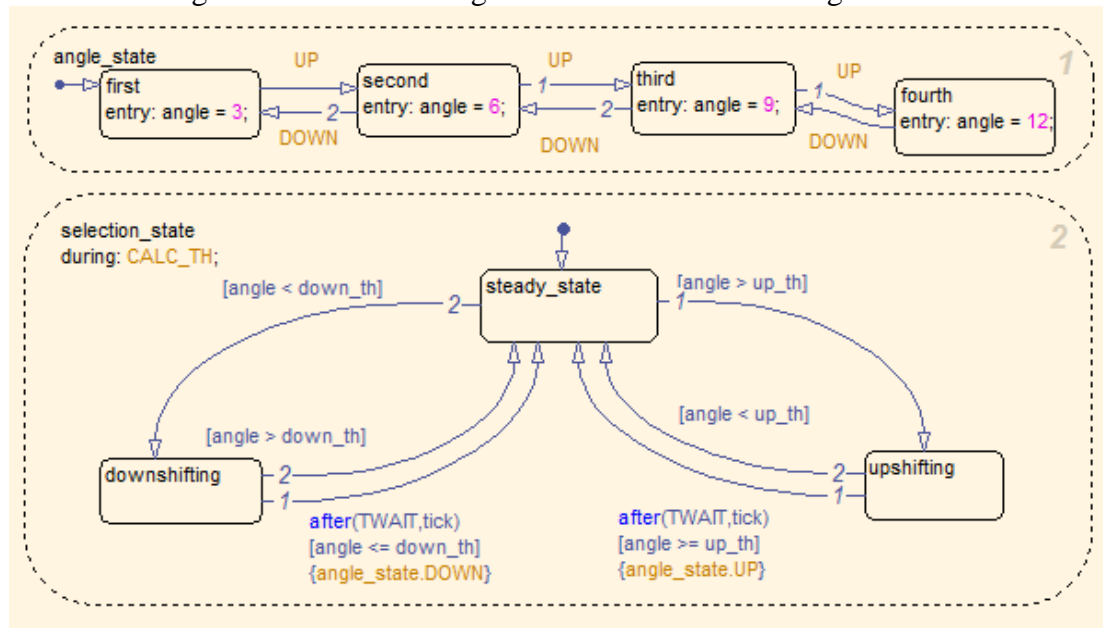 angle_state
1
first
entry: angle = 3;
UP
DOWN
2
second
entry: angle = 6;
1
UP
2
DOWN
third
entry: angle = 9;
1
UP
DOWN
fourth
entry: angle = 12;
selection_state
during: CALC_TH;
2
steady_state
[angle < down_th]
2
[angle > up_th]
1
[angle > down_th]
[angle < up_th]
downshifting
2
1
upshifting
2
1
after(TWAIT,tick)
[angle <= down_th]
{angle_state.DOWN}
after(TWAIT,tick)
[angle >= up_th]
{angle_state.UP}